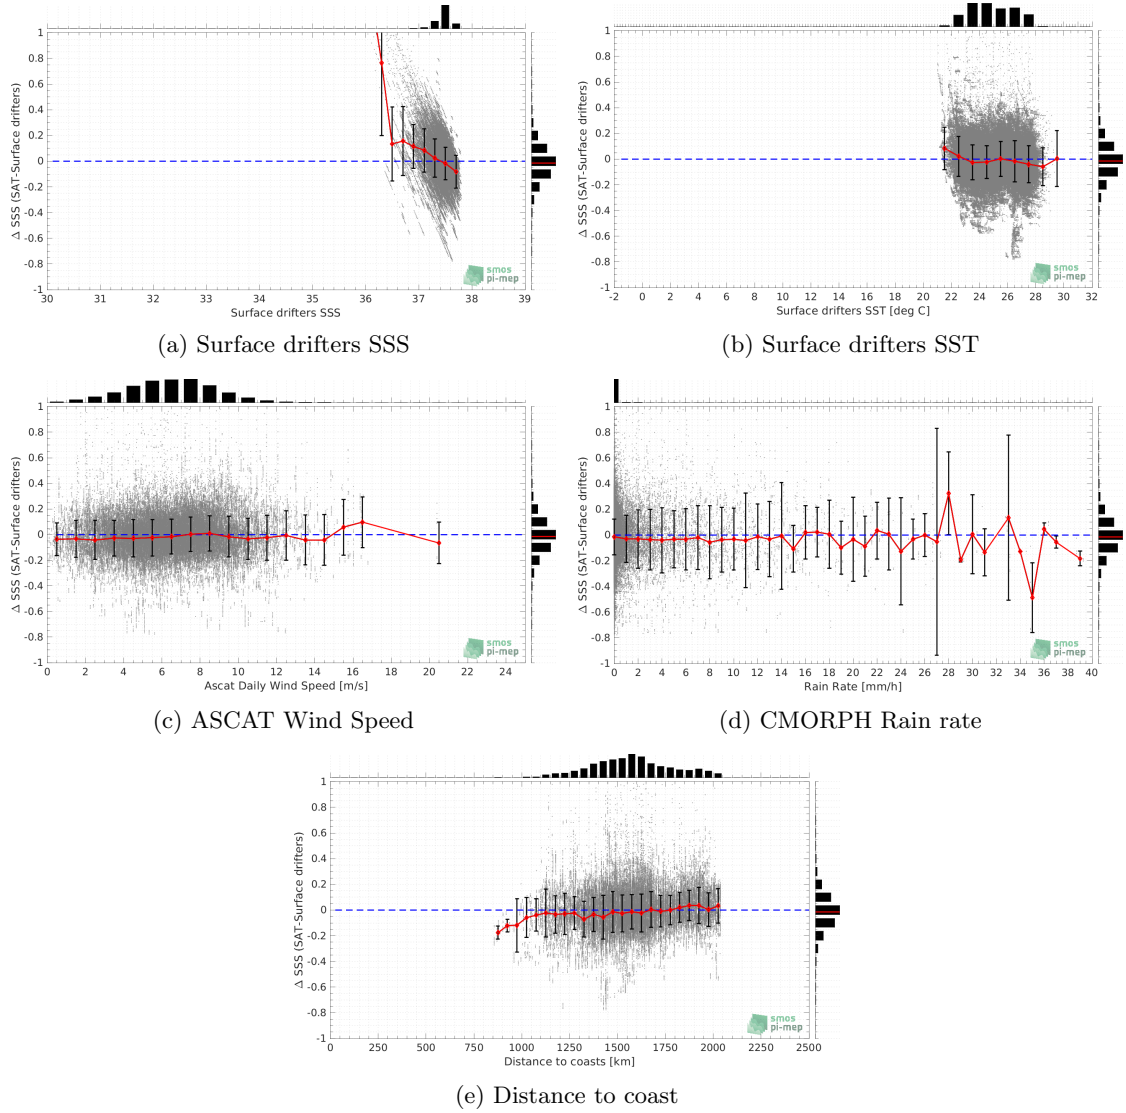 1
0.8
0.6
0.4
0.2
0
-0.2
-0.4
-0.6
-0.8
-1
Δ SSS (SAT-Surface drifters)
30 31 32 33 34 35 36 37 38 39
Surface drifters SSS
smos
pi-mep
(a) Surface drifters SSS
1
0.8
0.6
0.4
0.2
0
-0.2
-0.4
-0.6
-0.8
-1
Δ SSS (SAT-Surface drifters)
-2 0 2 4 6 8 10 12 14 16 18 20 22 24 26 28 30 32
Surface drifters SST [deg C]
smos
pi-mep
(b) Surface drifters SST
1
0.8
0.6
0.4
0.2
0
-0.2
-0.4
-0.6
-0.8
-1
Δ SSS (SAT-Surface drifters)
0 2 4 6 8 10 12 14 16 18 20 22 24
Ascat Daily Wind Speed [m/s]
smos
pi-mep
(c) ASCAT Wind Speed
1
0.8
0.6
0.4
0.2
0
-0.2
-0.4
-0.6
-0.8
-1
Δ SSS (SAT-Surface drifters)
0 2 4 6 8 10 12 14 16 18 20 22 24 26 28 30 32 34 36 38 40
Rain Rate [mm/h]
smos
pi-mep
(d) CMORPH Rain rate
1
0.8
0.6
0.4
0.2
0
-0.2
-0.4
-0.6
-0.8
-1
Δ SSS (SAT-Surface drifters)
0 250 500 750 1000 1250 1500 1750 2000 2250 2500
Distance to coasts [km]
smos
pi-mep
(e) Distance to coast